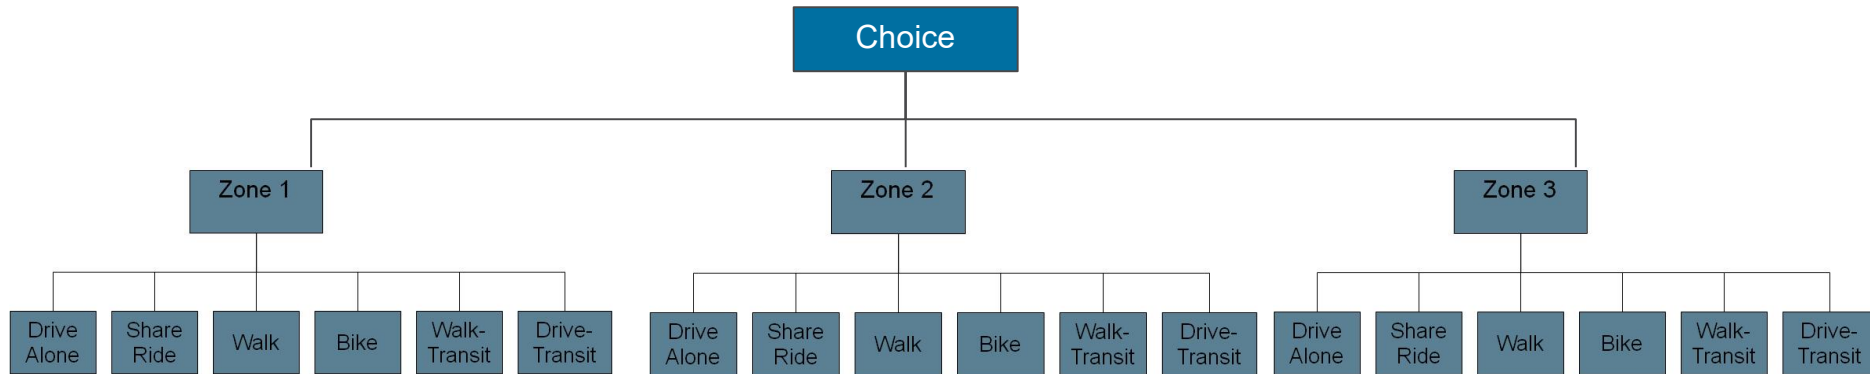 Choice
Zone 1
Zone 2
Zone 3
Drive
Alone
Share
Ride
Walk
Bike
Walk-
Transit
Drive-
Transit
Drive
Alone
Share
Ride
Walk
Bike
Walk-
Transit
Drive-
Transit
Drive
Alone
Share
Ride
Walk
Bike
Walk-
Transit
Drive-
Transit